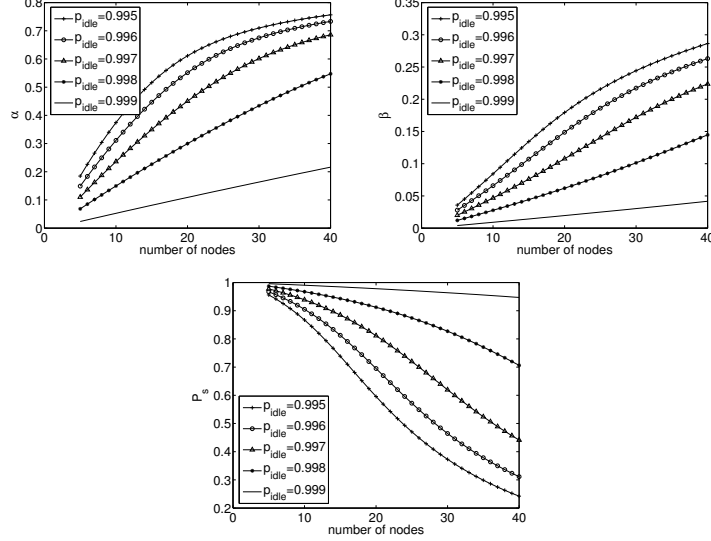 0.8
0.7
0.6
0.5
0.4
0.3
0.2
0.1
0
α
p_idle=0.995
p_idle=0.996
p_idle=0.997
p_idle=0.998
p_idle=0.999
0 10 20 30 40
number of nodes
0.35
0.3
0.25
0.2
0.15
0.1
0.05
0
β
p_idle=0.995
p_idle=0.996
p_idle=0.997
p_idle=0.998
p_idle=0.999
0 10 20 30 40
number of nodes
1
0.9
0.8
0.7
0.6
0.5
0.4
0.3
0.2
P_s
p_idle=0.995
p_idle=0.996
p_idle=0.997
p_idle=0.998
p_idle=0.999
0 10 20 30 40
number of nodes